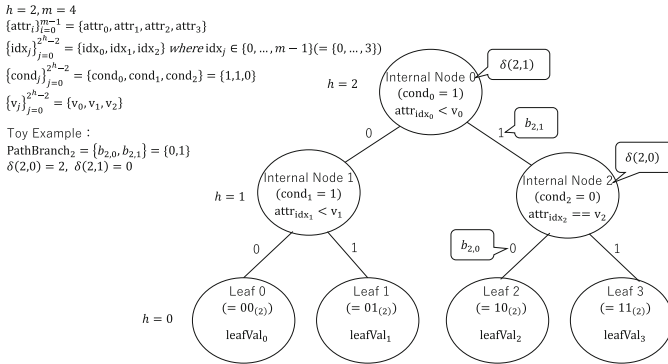 h = 2, m = 4
{attr_i}_{i=0}^{m-1} = {attr_0, attr_1, attr_2, attr_3}
{idx_j}_{j=0}^{2^h-2} = {idx_0, idx_1, idx_2} where idx_j ∈ {0, … , m − 1}(= {0, … ,3})
{cond_j}_{j=0}^{2^h-2} = {cond_0, cond_1, cond_2} = {1,1,0}
{v_j}_{j=0}^{2^h-2} = {v_0, v_1, v_2}
Toy Example :
PathBranch_2 = {b_{2,0}, b_{2,1}} = {0,1}
δ(2,0) = 2, δ(2,1) = 0
h = 2
Internal Node 0
(cond_0 = 1)
attr_{idx_0} < v_0
δ(2,1)
0
1
b_{2,1}
h = 1
Internal Node 1
(cond_1 = 1)
attr_{idx_1} < v_1
Internal Node 2
(cond_2 = 0)
attr_{idx_2} == v_2
δ(2,0)
0
1
b_{2,0}
0
1
h = 0
Leaf 0
(= 00_{(2)})
leafVal_0
Leaf 1
(= 01_{(2)})
leafVal_1
Leaf 2
(= 10_{(2)})
leafVal_2
Leaf 3
(= 11_{(2)})
leafVal_3